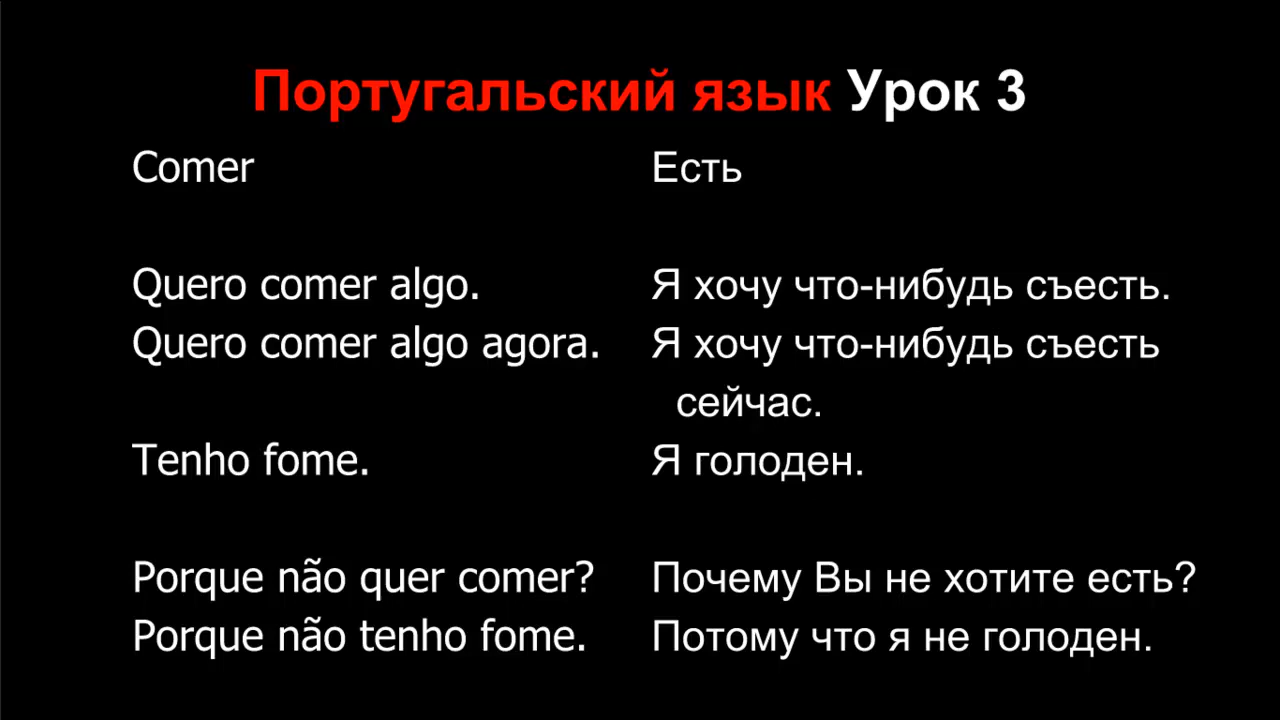 Португальский язык Урок 3
Comer Есть
Quero comer algo. Я хочу что-нибудь съесть.
Quero comer algo agora. Я хочу что-нибудь съесть
сейчас.
Tenho fome. Я голоден.
Porque não quer comer? Почему Вы не хотите есть?
Porque não tenho fome. Потому что я не голоден.